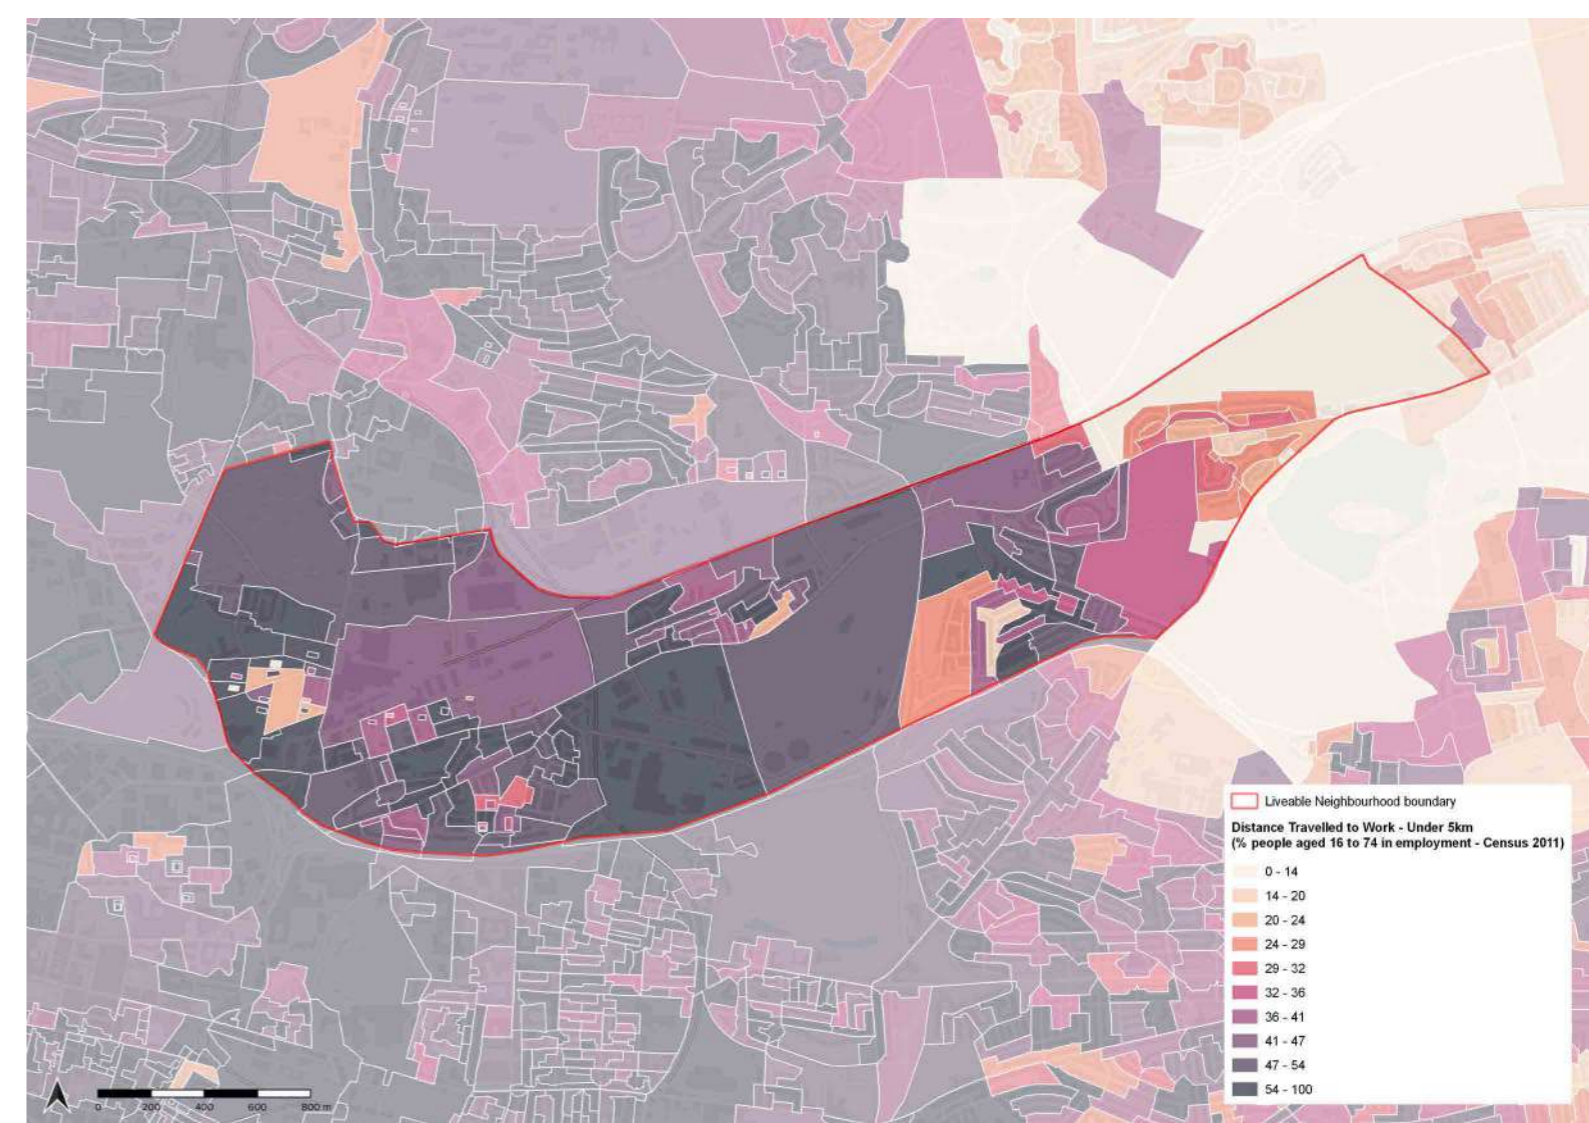 Liveable Neighbourhood boundary
Distance Travelled to Work - Under 5km
(% people aged 16 to 74 in employment - Census 2011)
0 - 14
14 - 20
20 - 24
24 - 29
29 - 32
32 - 36
36 - 41
41 - 47
47 - 54
54 - 100
0 200 400 600 800 m